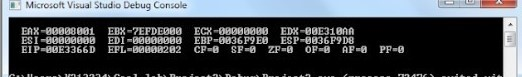 Microsoft Visual Studio Debug Console
EAX=00008001 EBX=7EFDE000 ECX=00000000 EDX=00E310AA
ESI=00000000 EDI=00000000 EBP=0036F9E0 ESP=0036F9D8
EIP=00E3366D EFL=00000202 CF=0 SF=0 ZF=0 OF=0 AF=0 PF=0